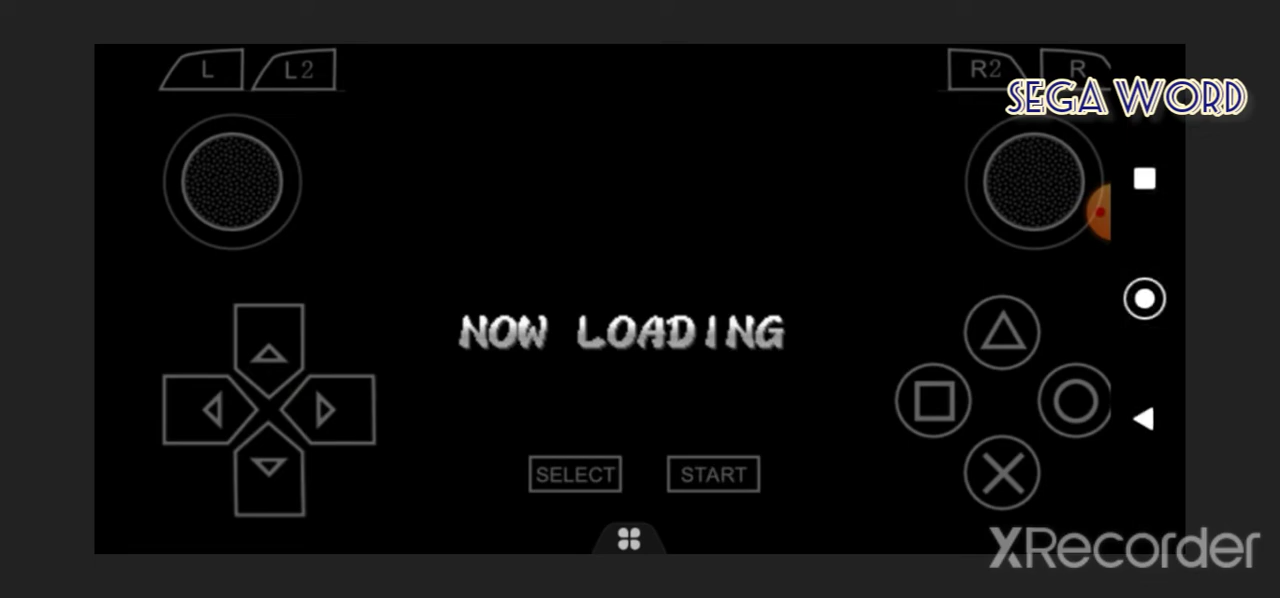 L L2 R2 R
SEGA WORD
NOW LOADING
SELECT START
XRecorder